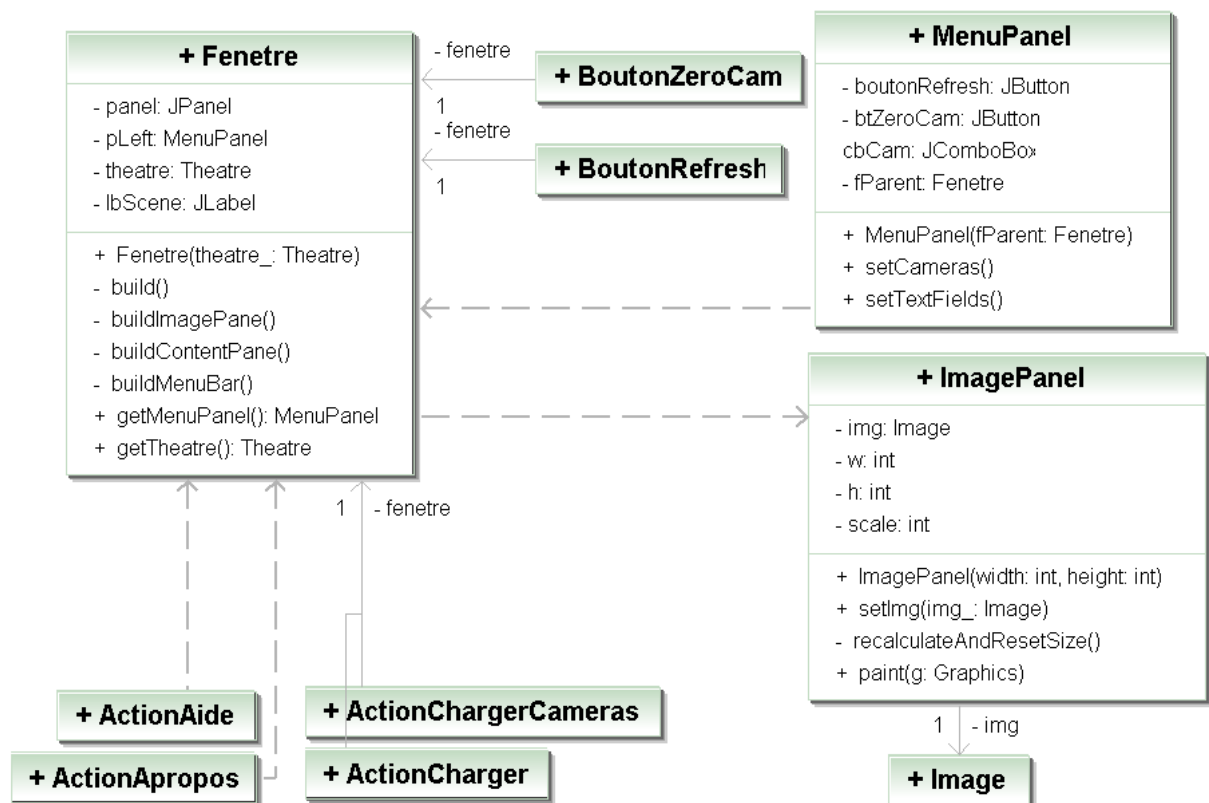 + Fenetre
- panel: JPanel
- pLeft: MenuPanel
- theatre: Theatre
- lbScene: JLabel
+ Fenetre(theatre_: Theatre)
- build()
- buildImagePane()
- buildContentPane()
- buildMenuBar()
+ getMenuPanel(): MenuPanel
+ getTheatre(): Theatre
- fenetre
1
+ BoutonZeroCam
- fenetre
1
+ BoutonRefresh
+ MenuPanel
- boutonRefresh: JButton
- btZeroCam: JButton
cbCam: JComboBox
- fParent: Fenetre
+ MenuPanel(fParent: Fenetre)
+ setCameras()
+ setTextFields()
+ ImagePanel
- img: Image
- w: int
- h: int
- scale: int
+ ImagePanel(width: int, height: int)
+ setImg(img_: Image)
- recalculateAndResetSize()
+ paint(g: Graphics)
1 - fenetre
+ ActionAide
+ ActionApropos
+ ActionChargerCameras
+ ActionCharger
1 - img
+ Image